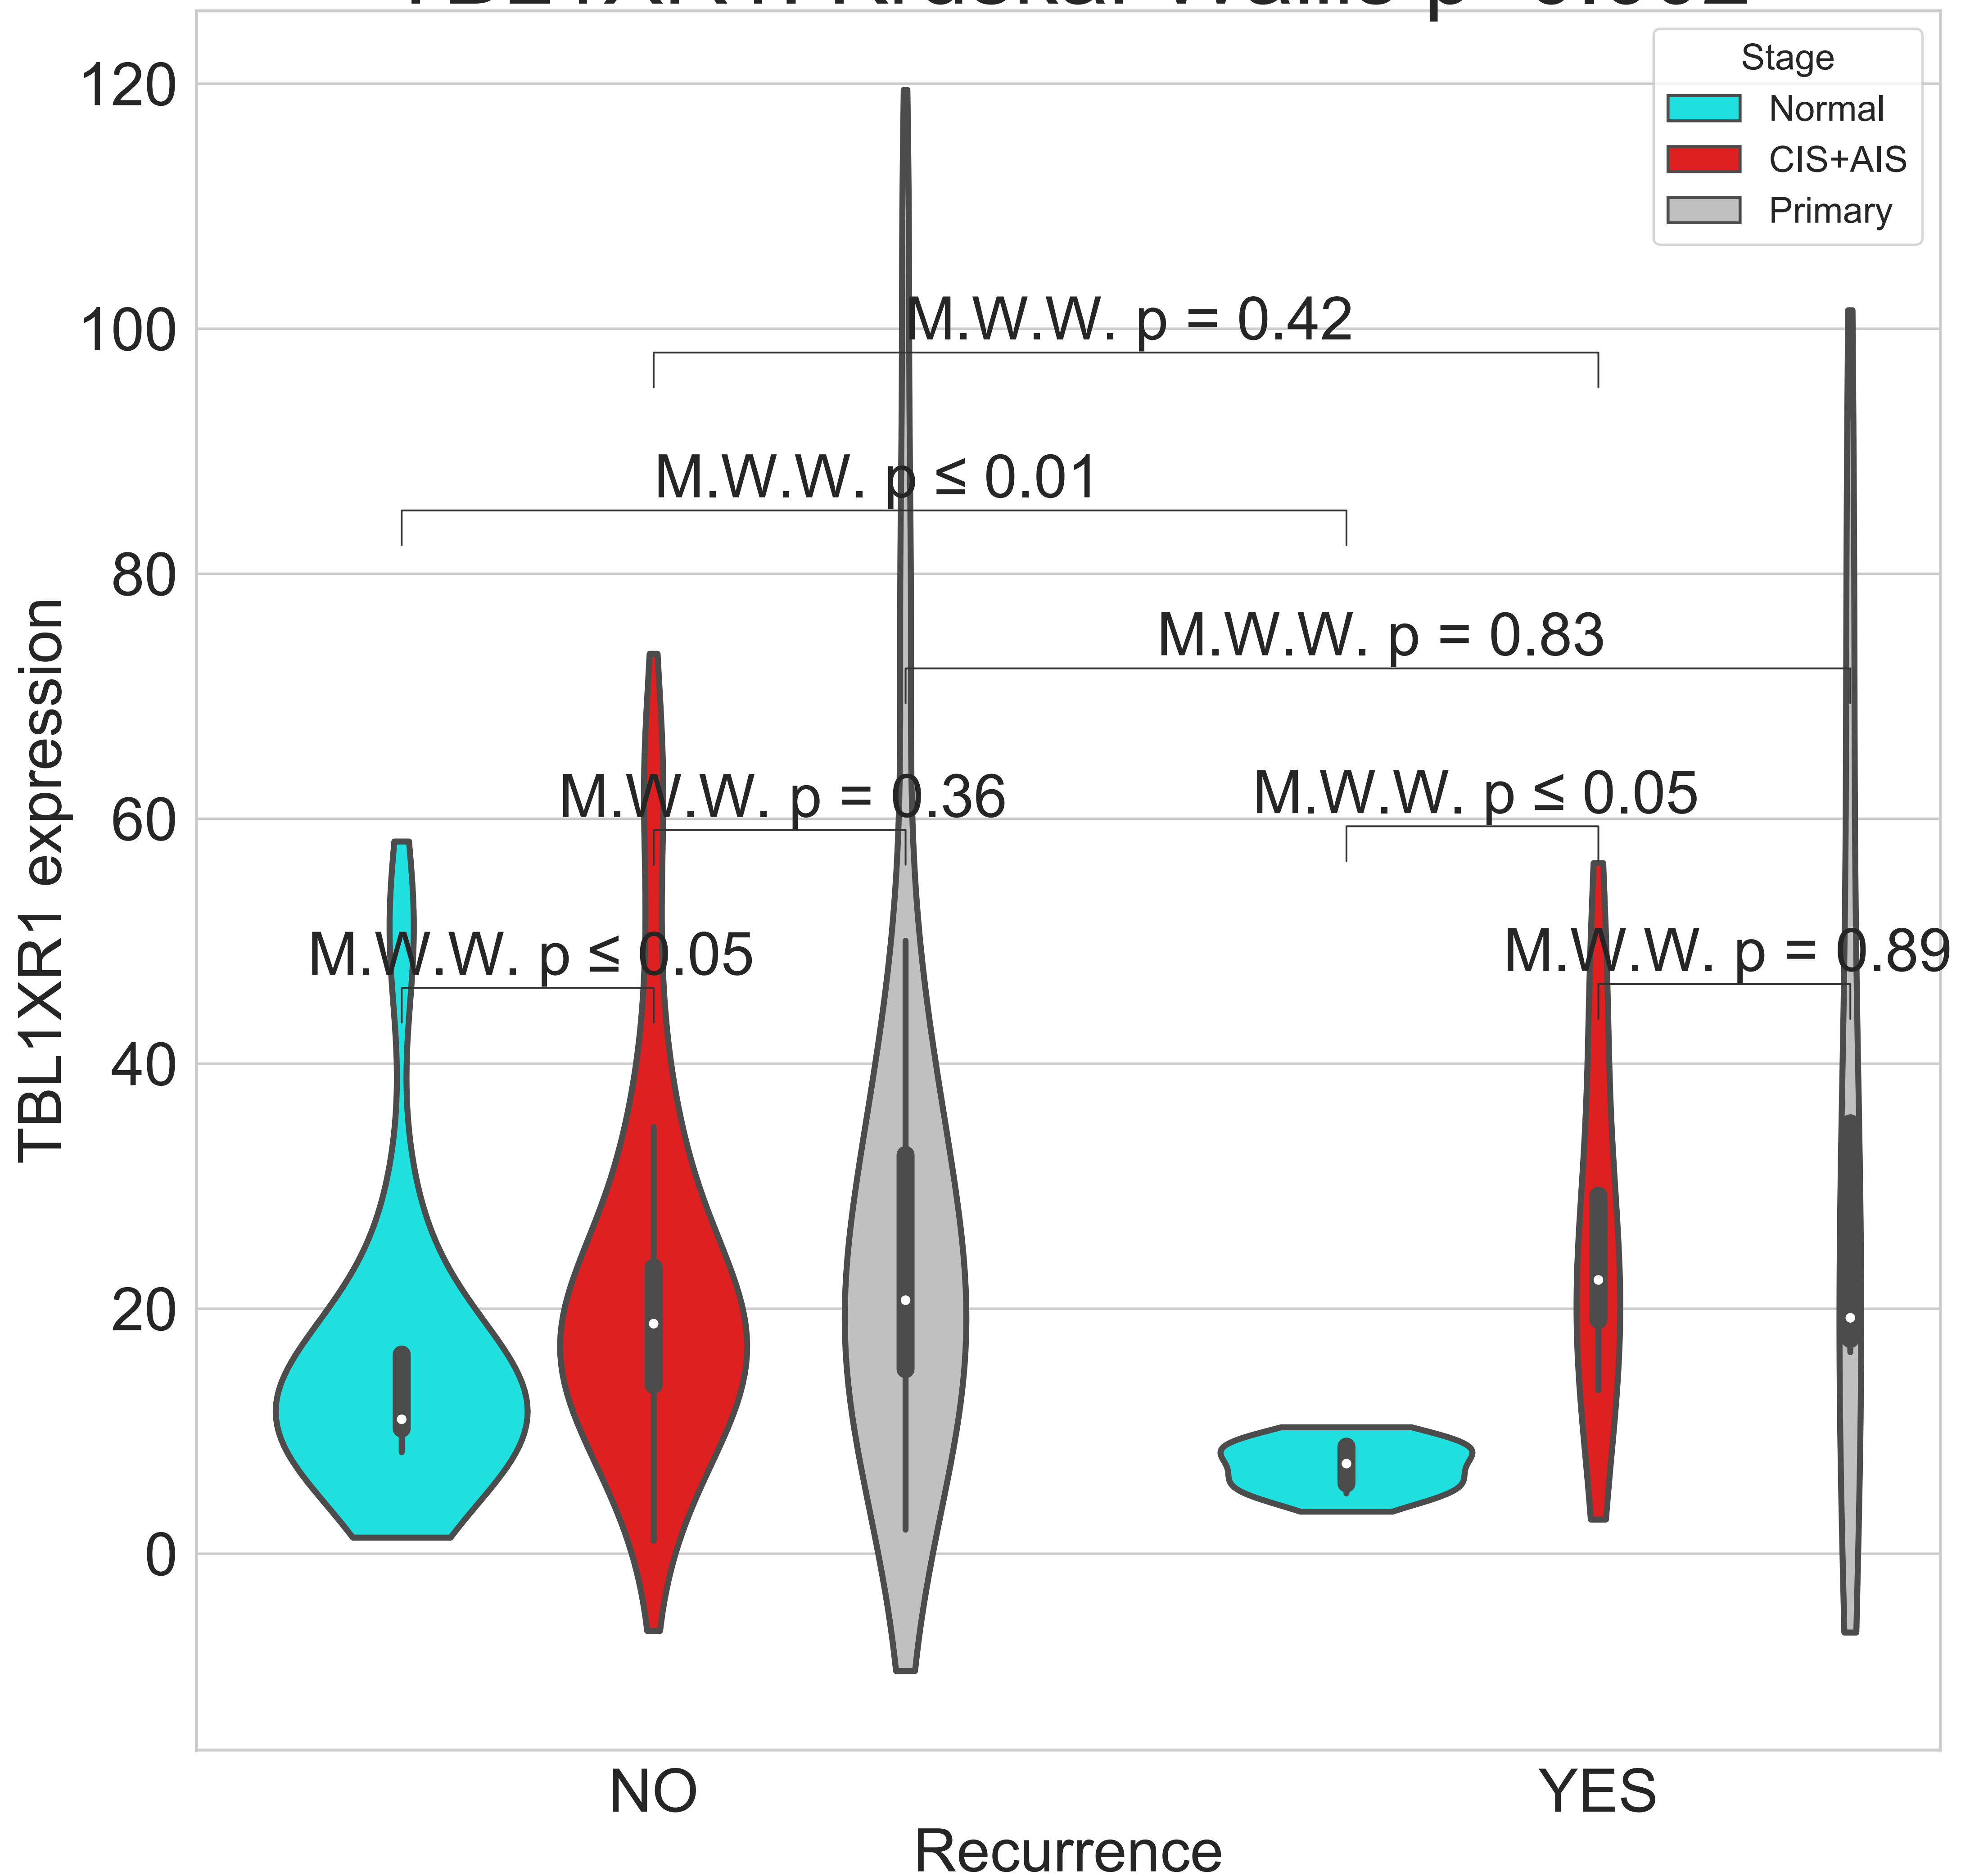 120
100
80
60
40
20
0
TBL1XR1 expression
Stage
Normal
CIS+AIS
Primary
M.W.W. p = 0.42
M.W.W. p ≤ 0.01
M.W.W. p = 0.83
M.W.W. p = 0.36
M.W.W. p ≤ 0.05
M.W.W. p ≤ 0.05
M.W.W. p = 0.89
NO
YES
Recurrence